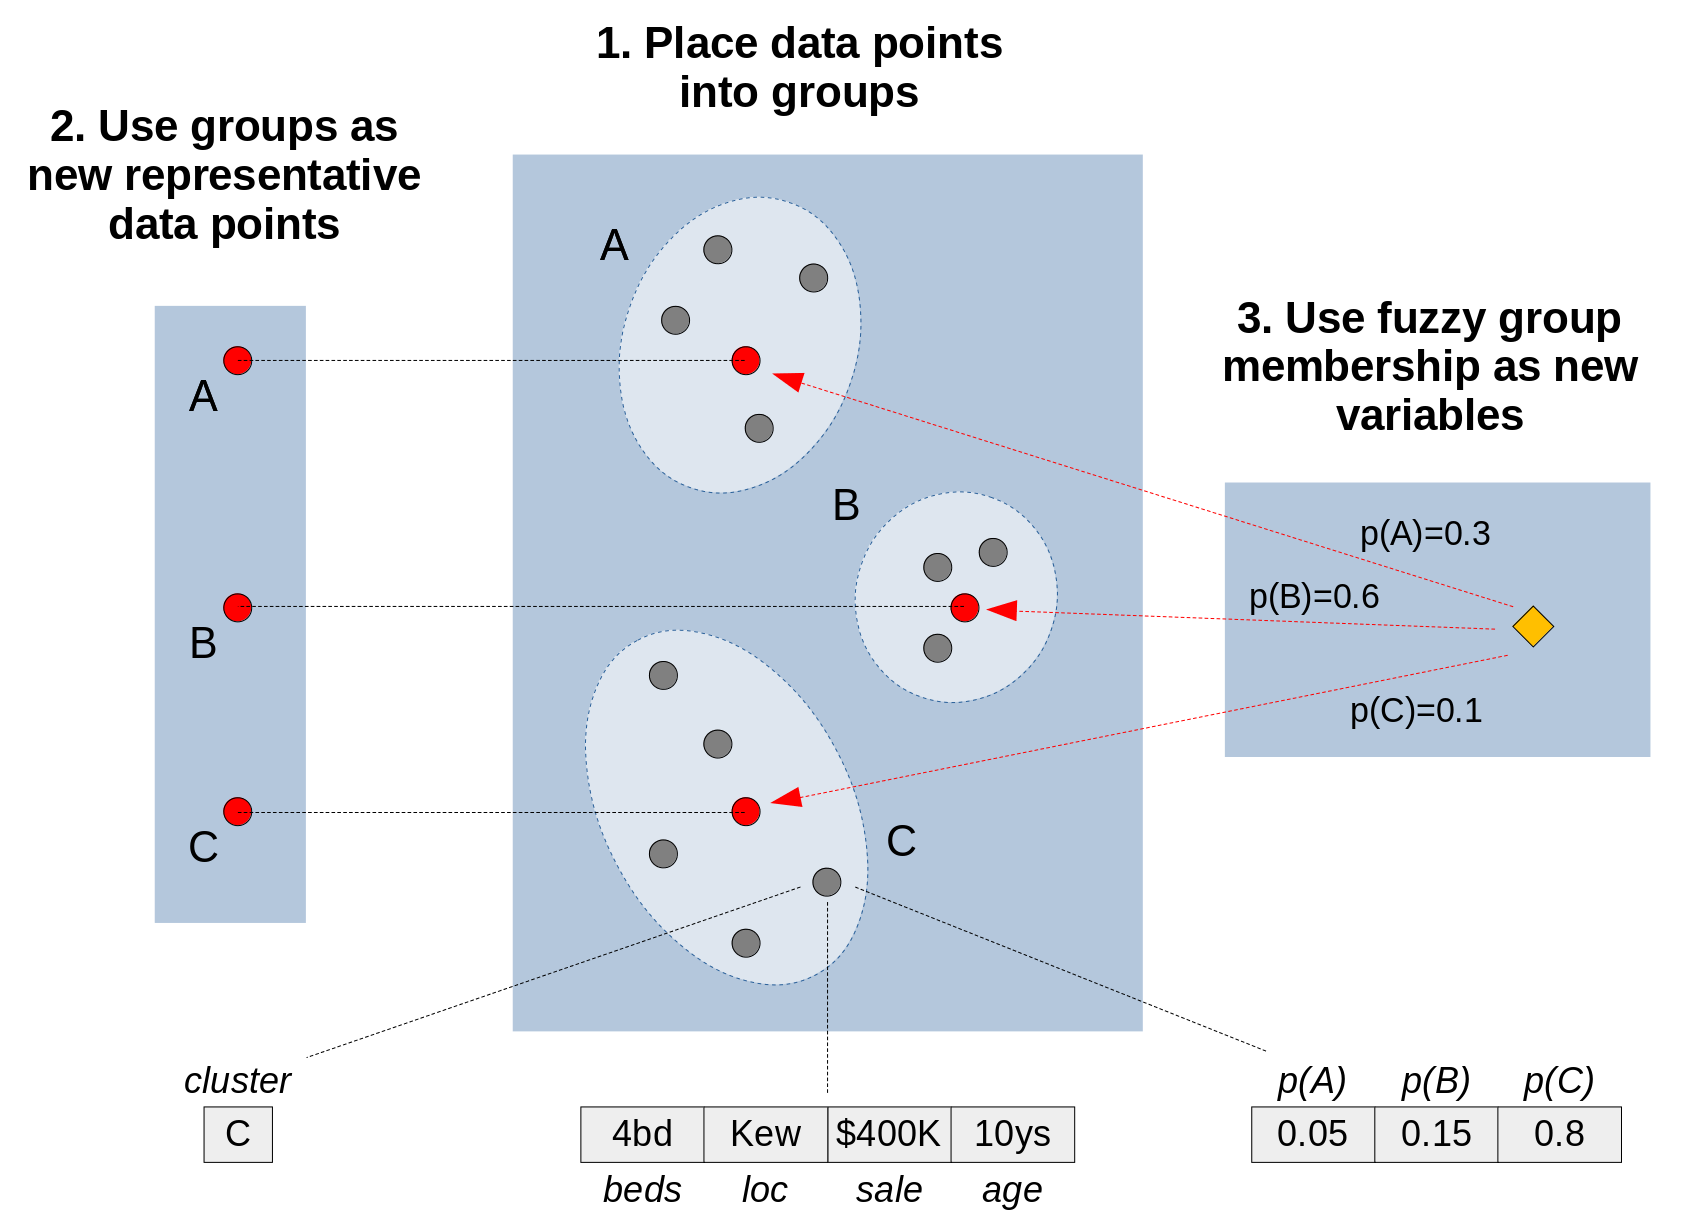 1. Place data points
into groups
2. Use groups as
new representative
data points
3. Use fuzzy group
membership as new
variables
A
B
C
A
B
C
p(A)=0.3
p(B)=0.6
p(C)=0.1
cluster
C
4bd Kew $400K 10ys
beds loc sale age
p(A) p(B) p(C)
0.05 0.15 0.8